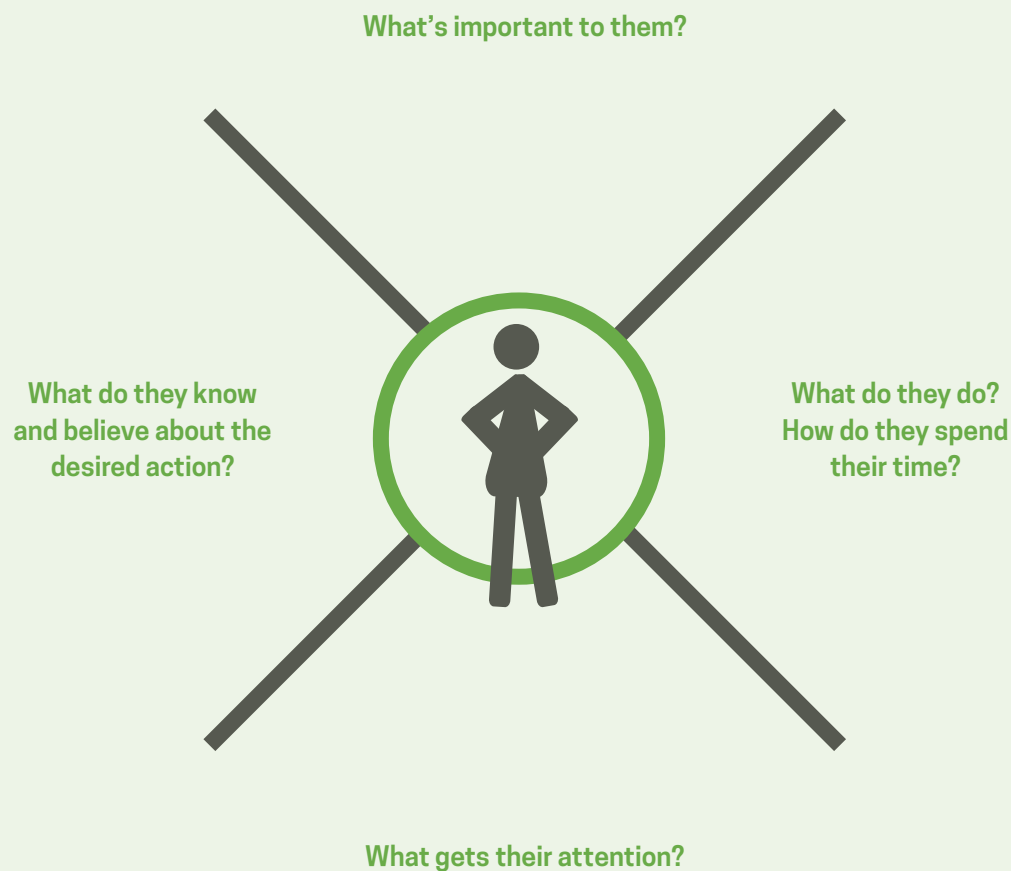 What’s important to them?
What do they know
and believe about the
desired action?
What do they do?
How do they spend
their time?
What gets their attention?